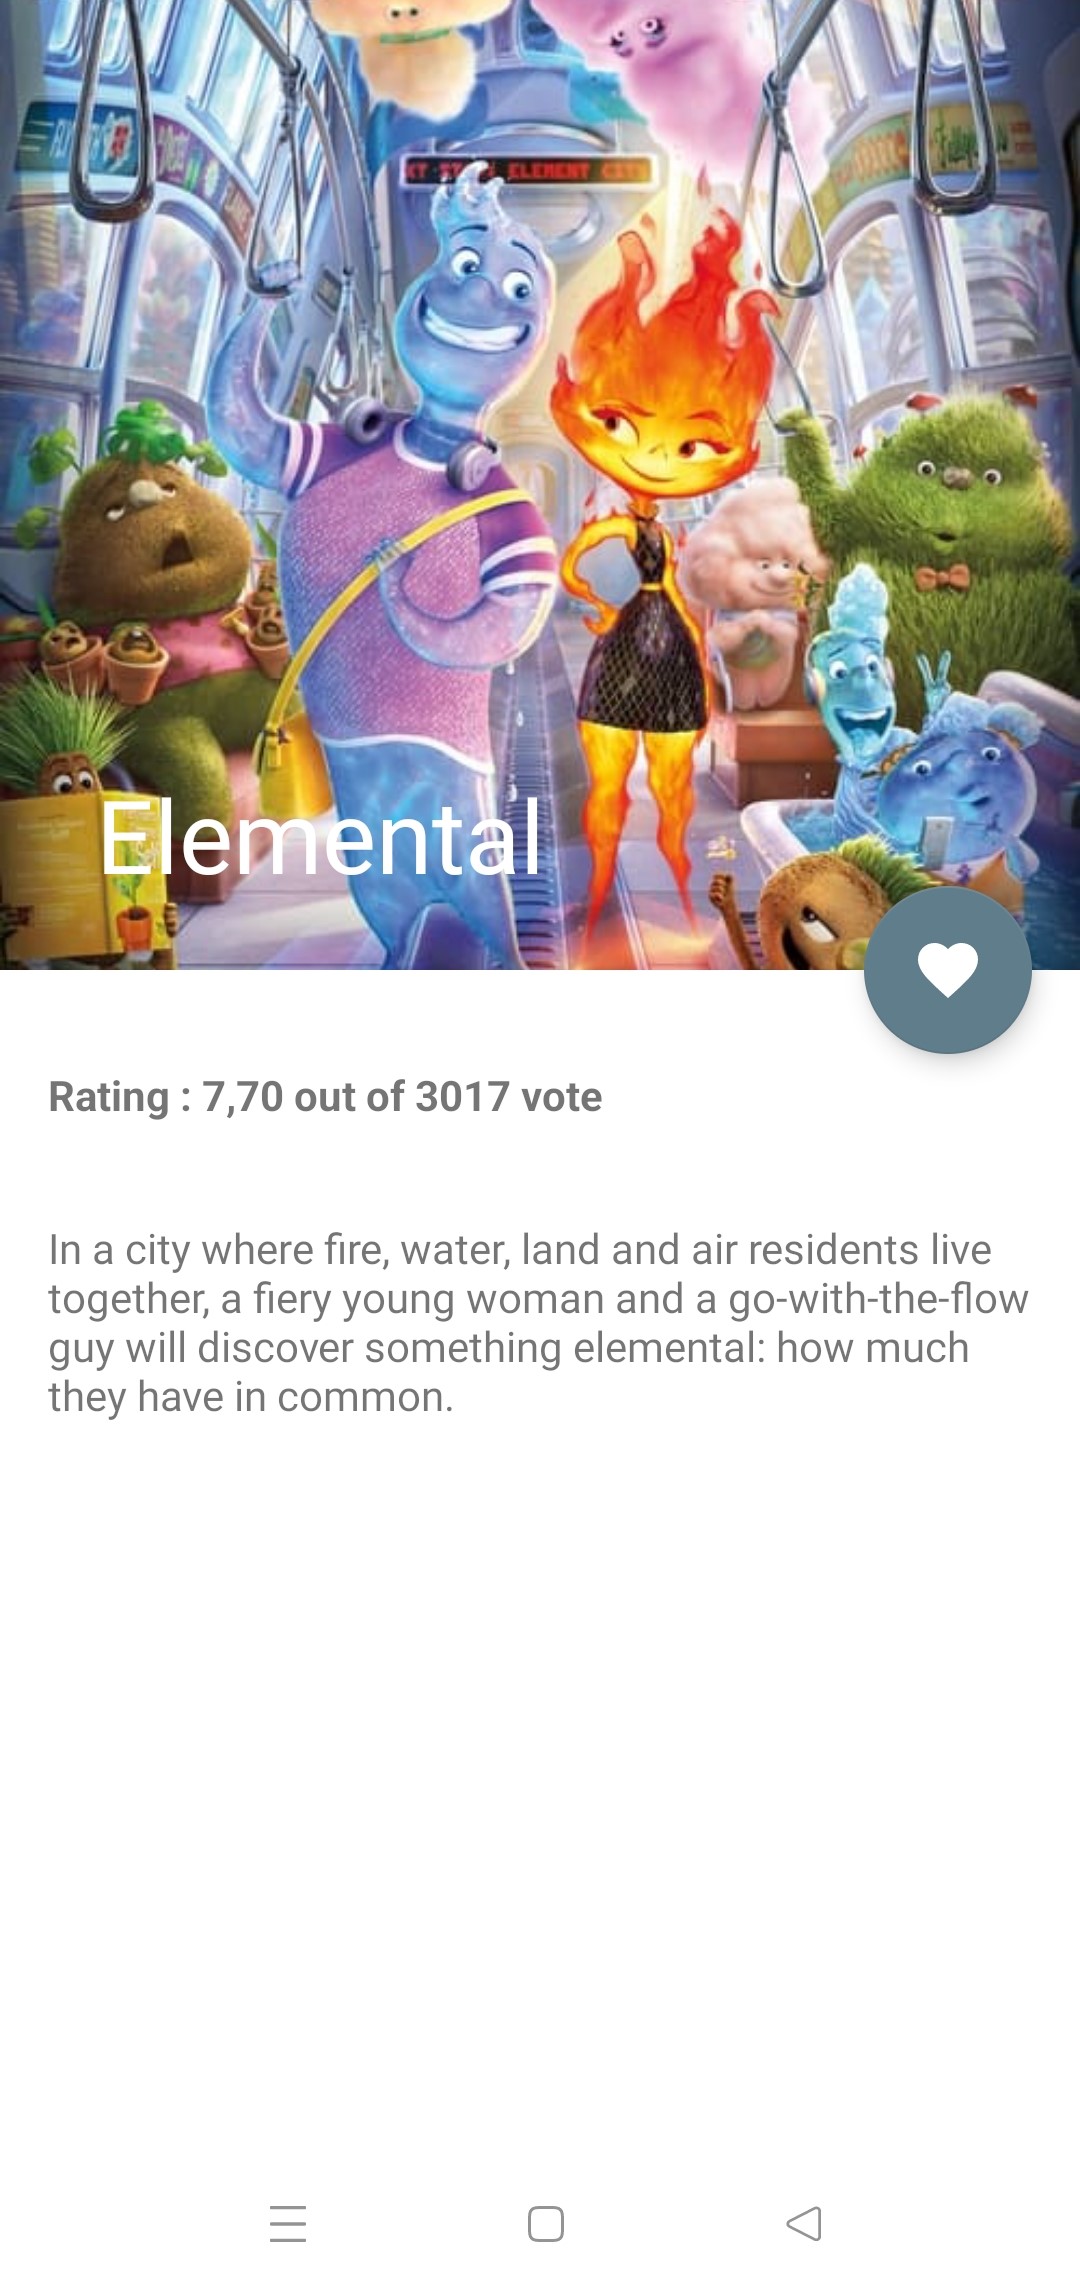 ELEMENT CITY
Elemental
Rating : 7,70 out of 3017 vote
In a city where fire, water, land and air residents live
together, a fiery young woman and a go-with-the-flow
guy will discover something elemental: how much
they have in common.